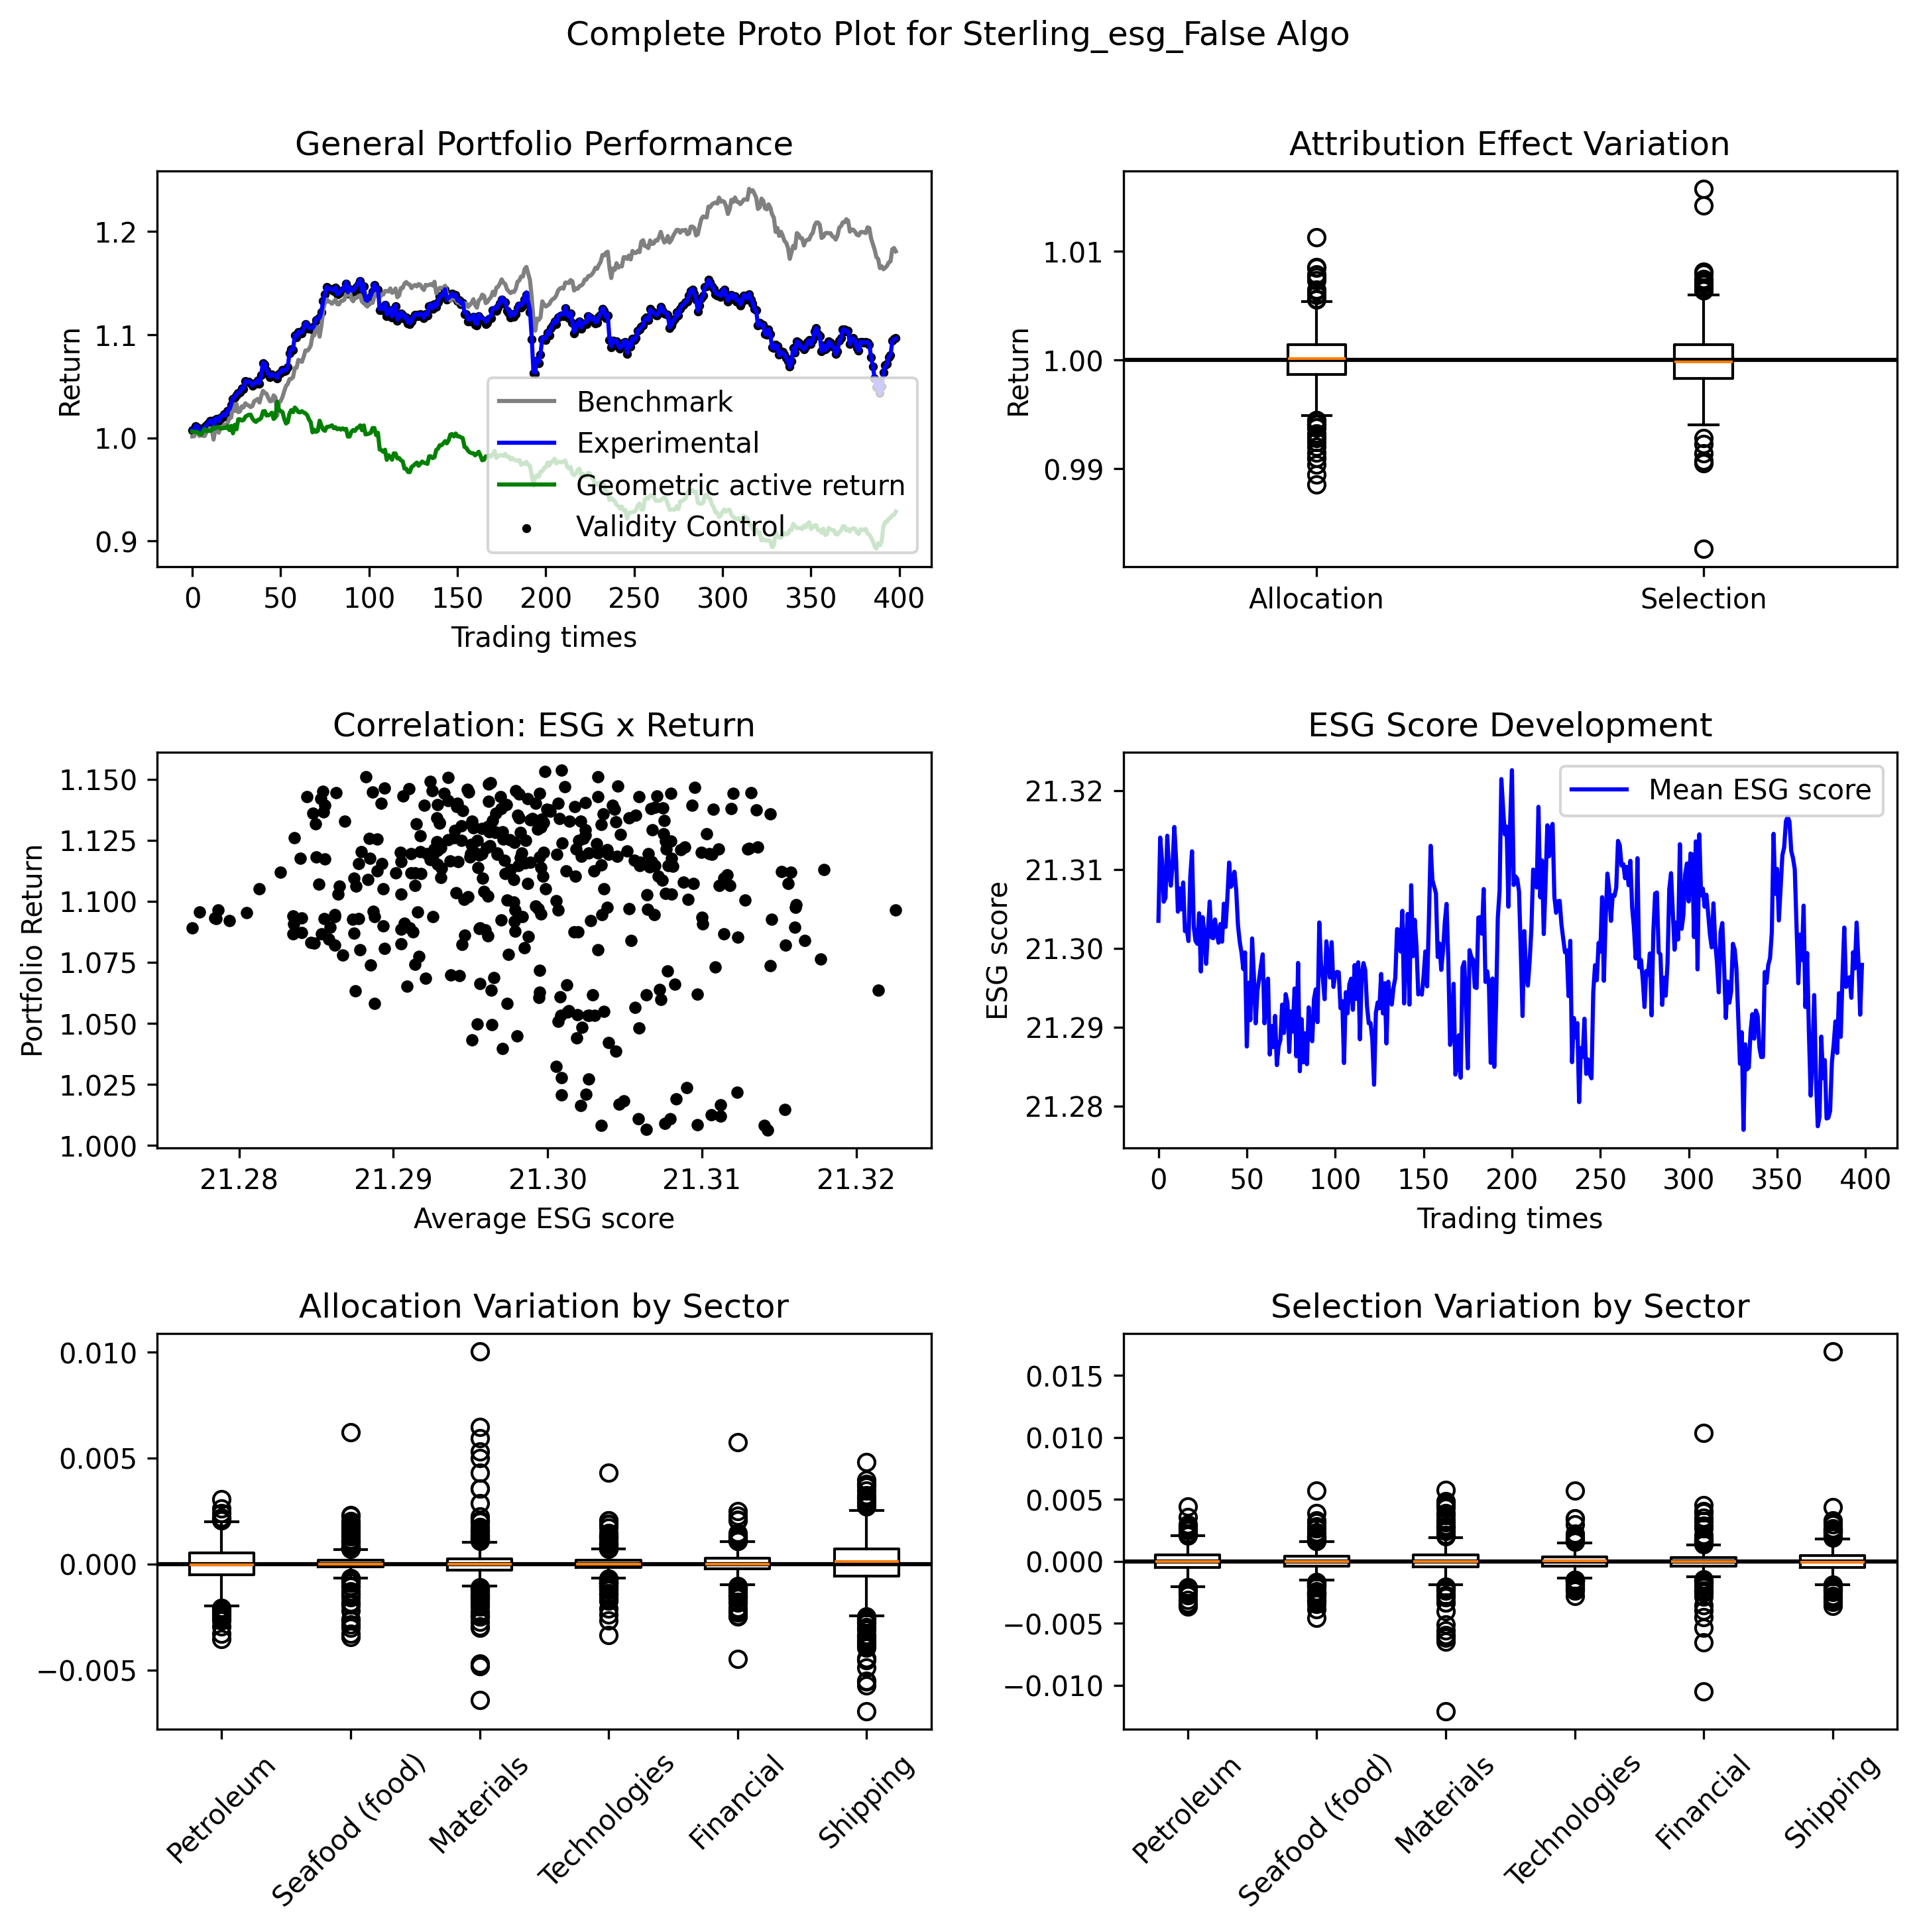 Complete Proto Plot for Sterling_esg_False Algo
General Portfolio Performance
Return
1.2
1.1
1.0
0.9
Benchmark
Experimental
Geometric active return
Validity Control
0 50 100 150 200 250 300 350 400
Trading times
Attribution Effect Variation
Return
1.01
1.00
0.99
Allocation Selection
Correlation: ESG x Return
Portfolio Return
1.150
1.125
1.100
1.075
1.050
1.025
1.000
21.28 21.29 21.30 21.31 21.32
Average ESG score
ESG Score Development
ESG score
21.32
21.31
21.30
21.29
21.28
Mean ESG score
0 50 100 150 200 250 300 350 400
Trading times
Allocation Variation by Sector
0.010
0.005
0.000
−0.005
Petroleum
Seafood (food)
Materials
Technologies
Financial
Shipping
Selection Variation by Sector
0.015
0.010
0.005
0.000
−0.005
−0.010
Petroleum
Seafood (food)
Materials
Technologies
Financial
Shipping